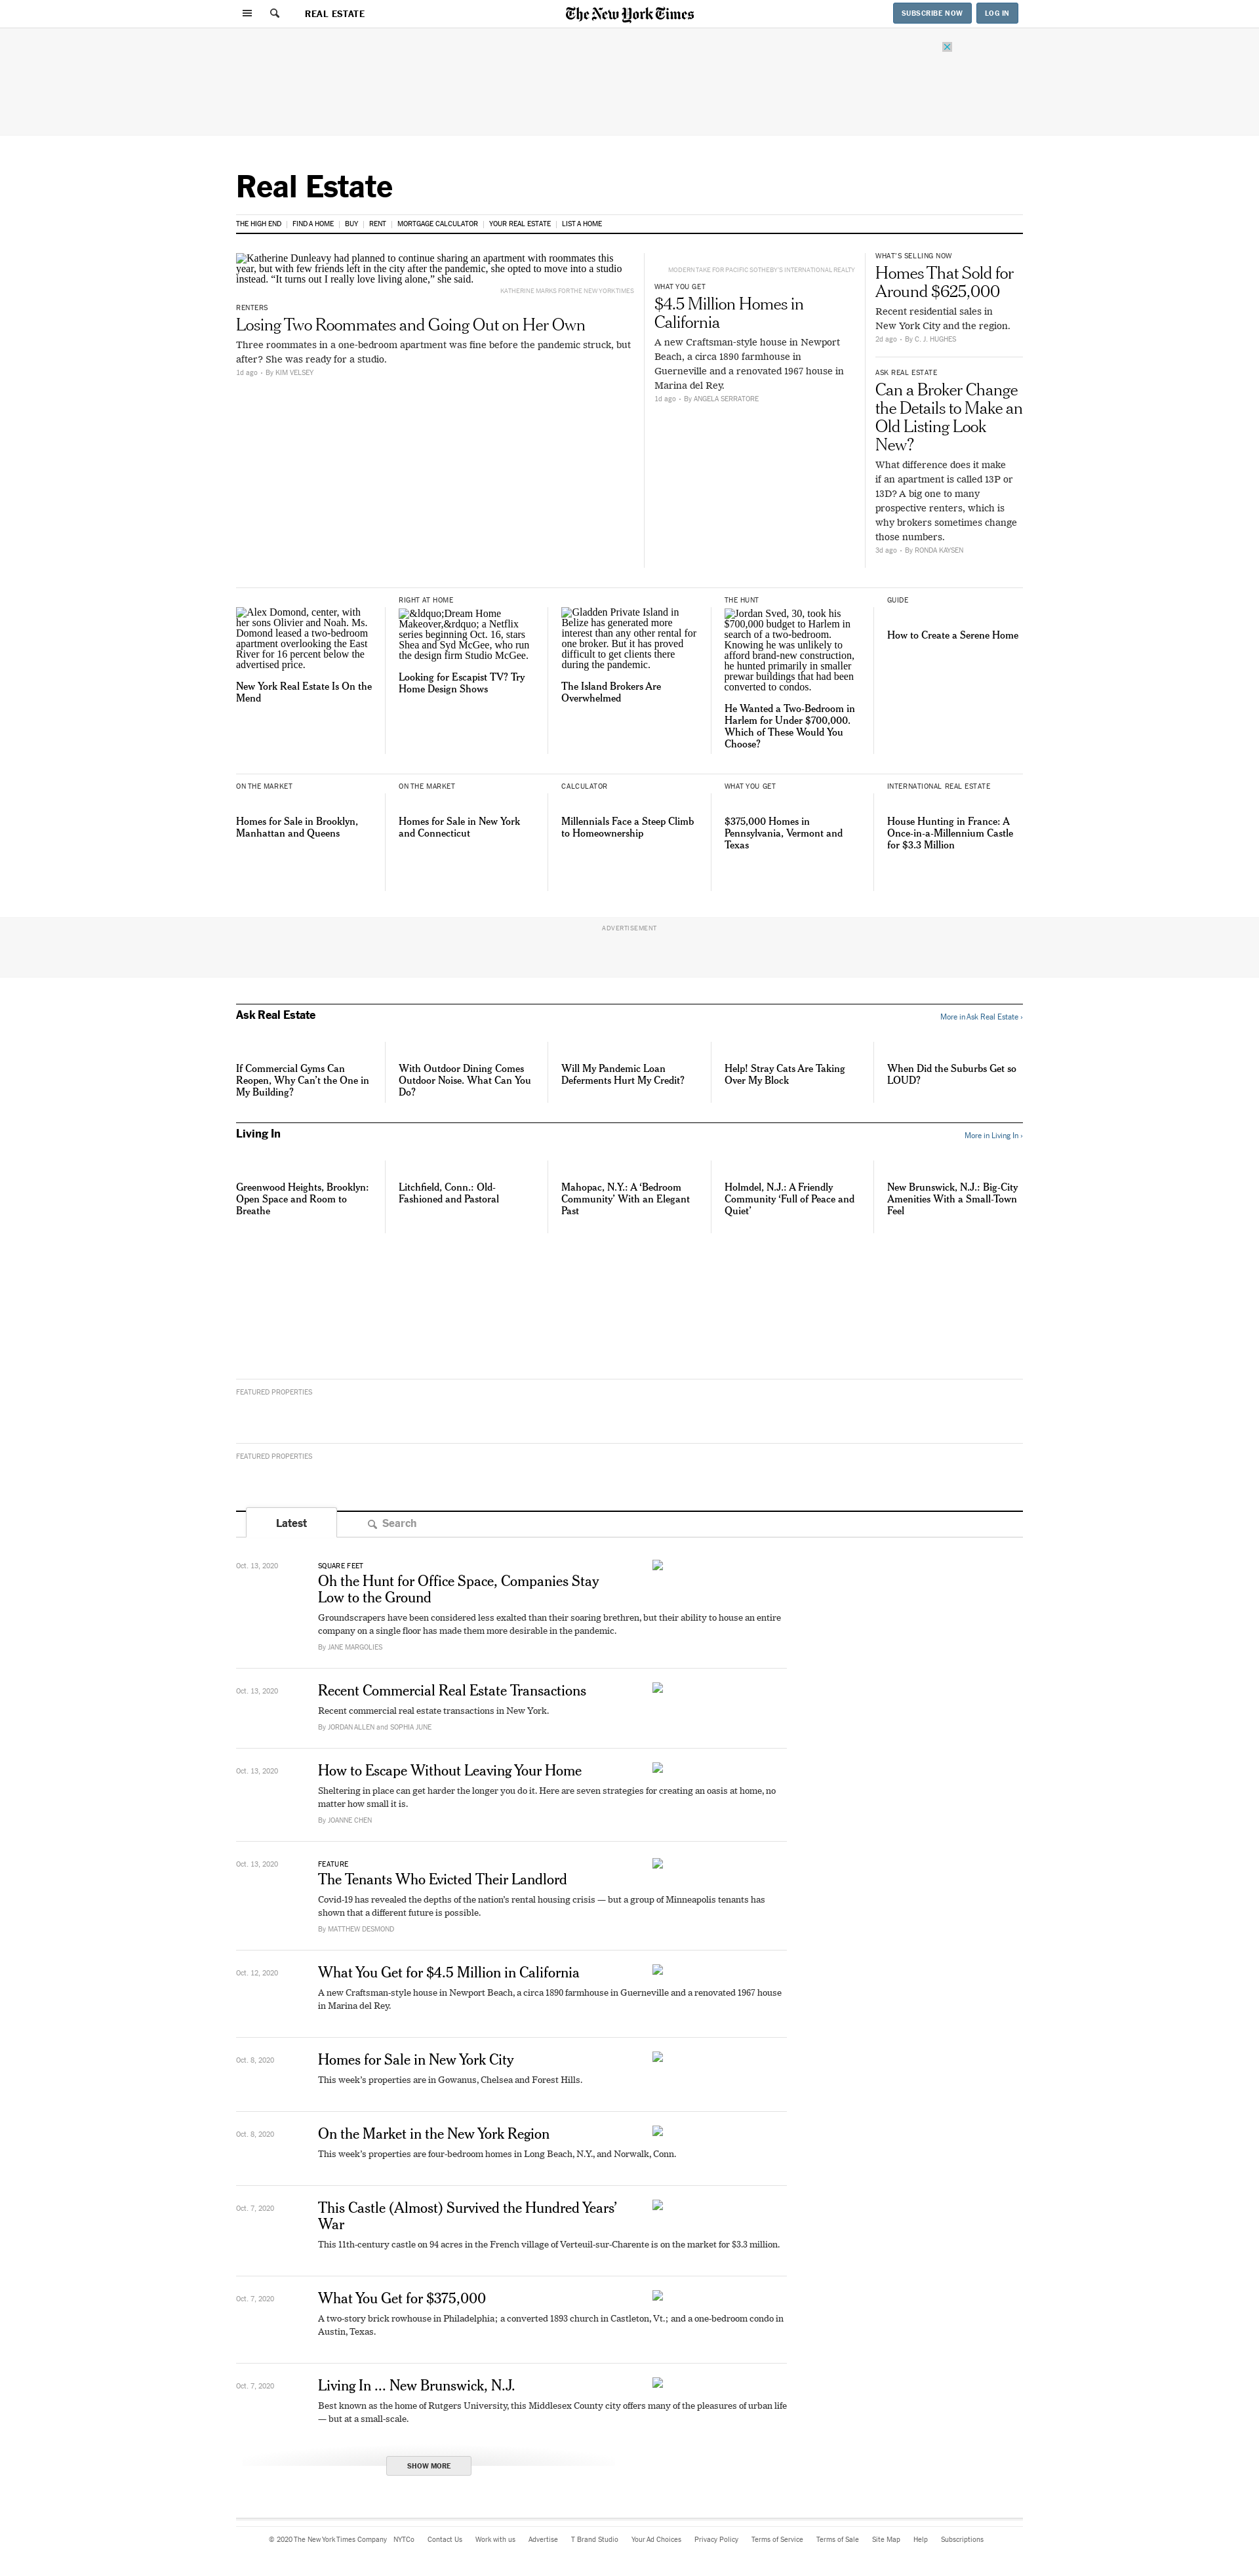 REAL ESTATE
The New York Times
SUBSCRIBE NOW
LOG IN
Real Estate
THE HIGH END
FIND A HOME
BUY
RENT
MORTGAGE CALCULATOR
YOUR REAL ESTATE
LIST A HOME
Katherine Dunleavy had planned to continue sharing an apartment with roommates this
year, but with few friends left in the city after the pandemic, she opted to move into a studio
instead. “It turns out I really love living alone,” she said.
KATHERINE MARKS FOR THE NEW YORK TIMES
RENTERS
Losing Two Roommates and Going Out on Her Own
Three roommates in a one-bedroom apartment was fine before the pandemic struck, but
after? She was ready for a studio.
1d ago • By KIM VELSEY
MODERN TAKE FOR PACIFIC SOTHEBY'S INTERNATIONAL REALTY
WHAT YOU GET
$4.5 Million Homes in
California
A new Craftsman-style house in Newport
Beach, a circa 1890 farmhouse in
Guerneville and a renovated 1967 house in
Marina del Rey.
1d ago • By ANGELA SERRATORE
WHAT'S SELLING NOW
Homes That Sold for
Around $625,000
Recent residential sales in
New York City and the region.
2d ago • By C. J. HUGHES
ASK REAL ESTATE
Can a Broker Change
the Details to Make an
Old Listing Look
New?
What difference does it make
if an apartment is called 13P or
13D? A big one to many
prospective renters, which is
why brokers sometimes change
those numbers.
3d ago • By RONDA KAYSEN
Alex Domond, center, with
her sons Olivier and Noah. Ms.
Domond leased a two-bedroom
apartment overlooking the East
River for 16 percent below the
advertised price.
New York Real Estate Is On the
Mend
RIGHT AT HOME
&ldquo;Dream Home
Makeover,&rdquo; a Netflix
series beginning Oct. 16, stars
Shea and Syd McGee, who run
the design firm Studio McGee.
Looking for Escapist TV? Try
Home Design Shows
Gladden Private Island in
Belize has generated more
interest than any other rental for
one broker. But it has proved
difficult to get clients there
during the pandemic.
The Island Brokers Are
Overwhelmed
THE HUNT
Jordan Sved, 30, took his
$700,000 budget to Harlem in
search of a two-bedroom.
Knowing he was unlikely to
afford brand-new construction,
he hunted primarily in smaller
prewar buildings that had been
converted to condos.
He Wanted a Two-Bedroom in
Harlem for Under $700,000.
Which of These Would You
Choose?
GUIDE
How to Create a Serene Home
ON THE MARKET
Homes for Sale in Brooklyn,
Manhattan and Queens
ON THE MARKET
Homes for Sale in New York
and Connecticut
CALCULATOR
Millennials Face a Steep Climb
to Homeownership
WHAT YOU GET
$375,000 Homes in
Pennsylvania, Vermont and
Texas
INTERNATIONAL REAL ESTATE
House Hunting in France: A
Once-in-a-Millennium Castle
for $3.3 Million
ADVERTISEMENT
Ask Real Estate
More in Ask Real Estate ›
If Commercial Gyms Can
Reopen, Why Can’t the One in
My Building?
With Outdoor Dining Comes
Outdoor Noise. What Can You
Do?
Will My Pandemic Loan
Deferments Hurt My Credit?
Help! Stray Cats Are Taking
Over My Block
When Did the Suburbs Get so
LOUD?
Living In
More in Living In ›
Greenwood Heights, Brooklyn:
Open Space and Room to
Breathe
Litchfield, Conn.: Old-
Fashioned and Pastoral
Mahopac, N.Y.: A ‘Bedroom
Community’ With an Elegant
Past
Holmdel, N.J.: A Friendly
Community ‘Full of Peace and
Quiet’
New Brunswick, N.J.: Big-City
Amenities With a Small-Town
Feel
FEATURED PROPERTIES
FEATURED PROPERTIES
Latest
Search
Oct. 13, 2020
SQUARE FEET
Oh the Hunt for Office Space, Companies Stay
Low to the Ground
Groundscrapers have been considered less exalted than their soaring brethren, but their ability to house an entire
company on a single floor has made them more desirable in the pandemic.
By JANE MARGOLIES
Oct. 13, 2020
Recent Commercial Real Estate Transactions
Recent commercial real estate transactions in New York.
By JORDAN ALLEN and SOPHIA JUNE
Oct. 13, 2020
How to Escape Without Leaving Your Home
Sheltering in place can get harder the longer you do it. Here are seven strategies for creating an oasis at home, no
matter how small it is.
By JOANNE CHEN
Oct. 13, 2020
FEATURE
The Tenants Who Evicted Their Landlord
Covid-19 has revealed the depths of the nation’s rental housing crisis — but a group of Minneapolis tenants has
shown that a different future is possible.
By MATTHEW DESMOND
Oct. 12, 2020
What You Get for $4.5 Million in California
A new Craftsman-style house in Newport Beach, a circa 1890 farmhouse in Guerneville and a renovated 1967 house
in Marina del Rey.
Oct. 8, 2020
Homes for Sale in New York City
This week’s properties are in Gowanus, Chelsea and Forest Hills.
Oct. 8, 2020
On the Market in the New York Region
This week’s properties are four-bedroom homes in Long Beach, N.Y., and Norwalk, Conn.
Oct. 7, 2020
This Castle (Almost) Survived the Hundred Years’
War
This 11th-century castle on 94 acres in the French village of Verteuil-sur-Charente is on the market for $3.3 million.
Oct. 7, 2020
What You Get for $375,000
A two-story brick rowhouse in Philadelphia; a converted 1893 church in Castleton, Vt.; and a one-bedroom condo in
Austin, Texas.
Oct. 7, 2020
Living In ... New Brunswick, N.J.
Best known as the home of Rutgers University, this Middlesex County city offers many of the pleasures of urban life
— but at a small-scale.
SHOW MORE
© 2020 The New York Times Company
NYTCo
Contact Us
Work with us
Advertise
T Brand Studio
Your Ad Choices
Privacy Policy
Terms of Service
Terms of Sale
Site Map
Help
Subscriptions